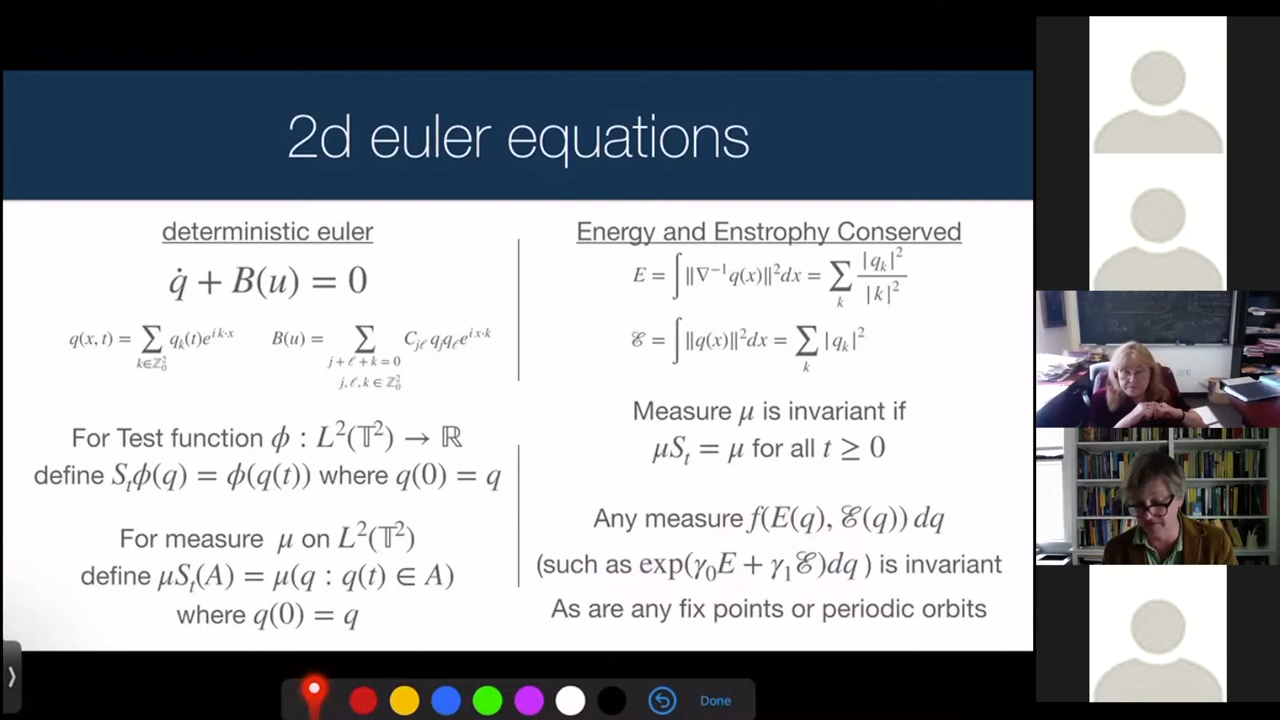 2d euler equations
deterministic euler
q̇ + B(u) = 0
q(x, t) = ∑_{k∈ℤ₀²} q_k(t)e^{ik·x}   B(u) = ∑_{j+ℓ+k=0, j,ℓ,k∈ℤ₀²} C_{jℓ} q_j q_ℓ e^{ix·k}
For Test function ϕ : L²(𝕋²) → ℝ
define S_tϕ(q) = ϕ(q(t)) where q(0) = q
For measure μ on L²(𝕋²)
define μS_t(A) = μ(q : q(t) ∈ A)
where q(0) = q
Energy and Enstrophy Conserved
E = ∫ ||∇⁻¹q(x)||²dx = ∑_k |q_k|²/|k|²
ℰ = ∫ ||q(x)||²dx = ∑_k |q_k|²
Measure μ is invariant if
μS_t = μ for all t ≥ 0
Any measure f(E(q), ℰ(q)) dq
(such as exp(γ₀E + γ₁ℰ)dq ) is invariant
As are any fix points or periodic orbits
Done